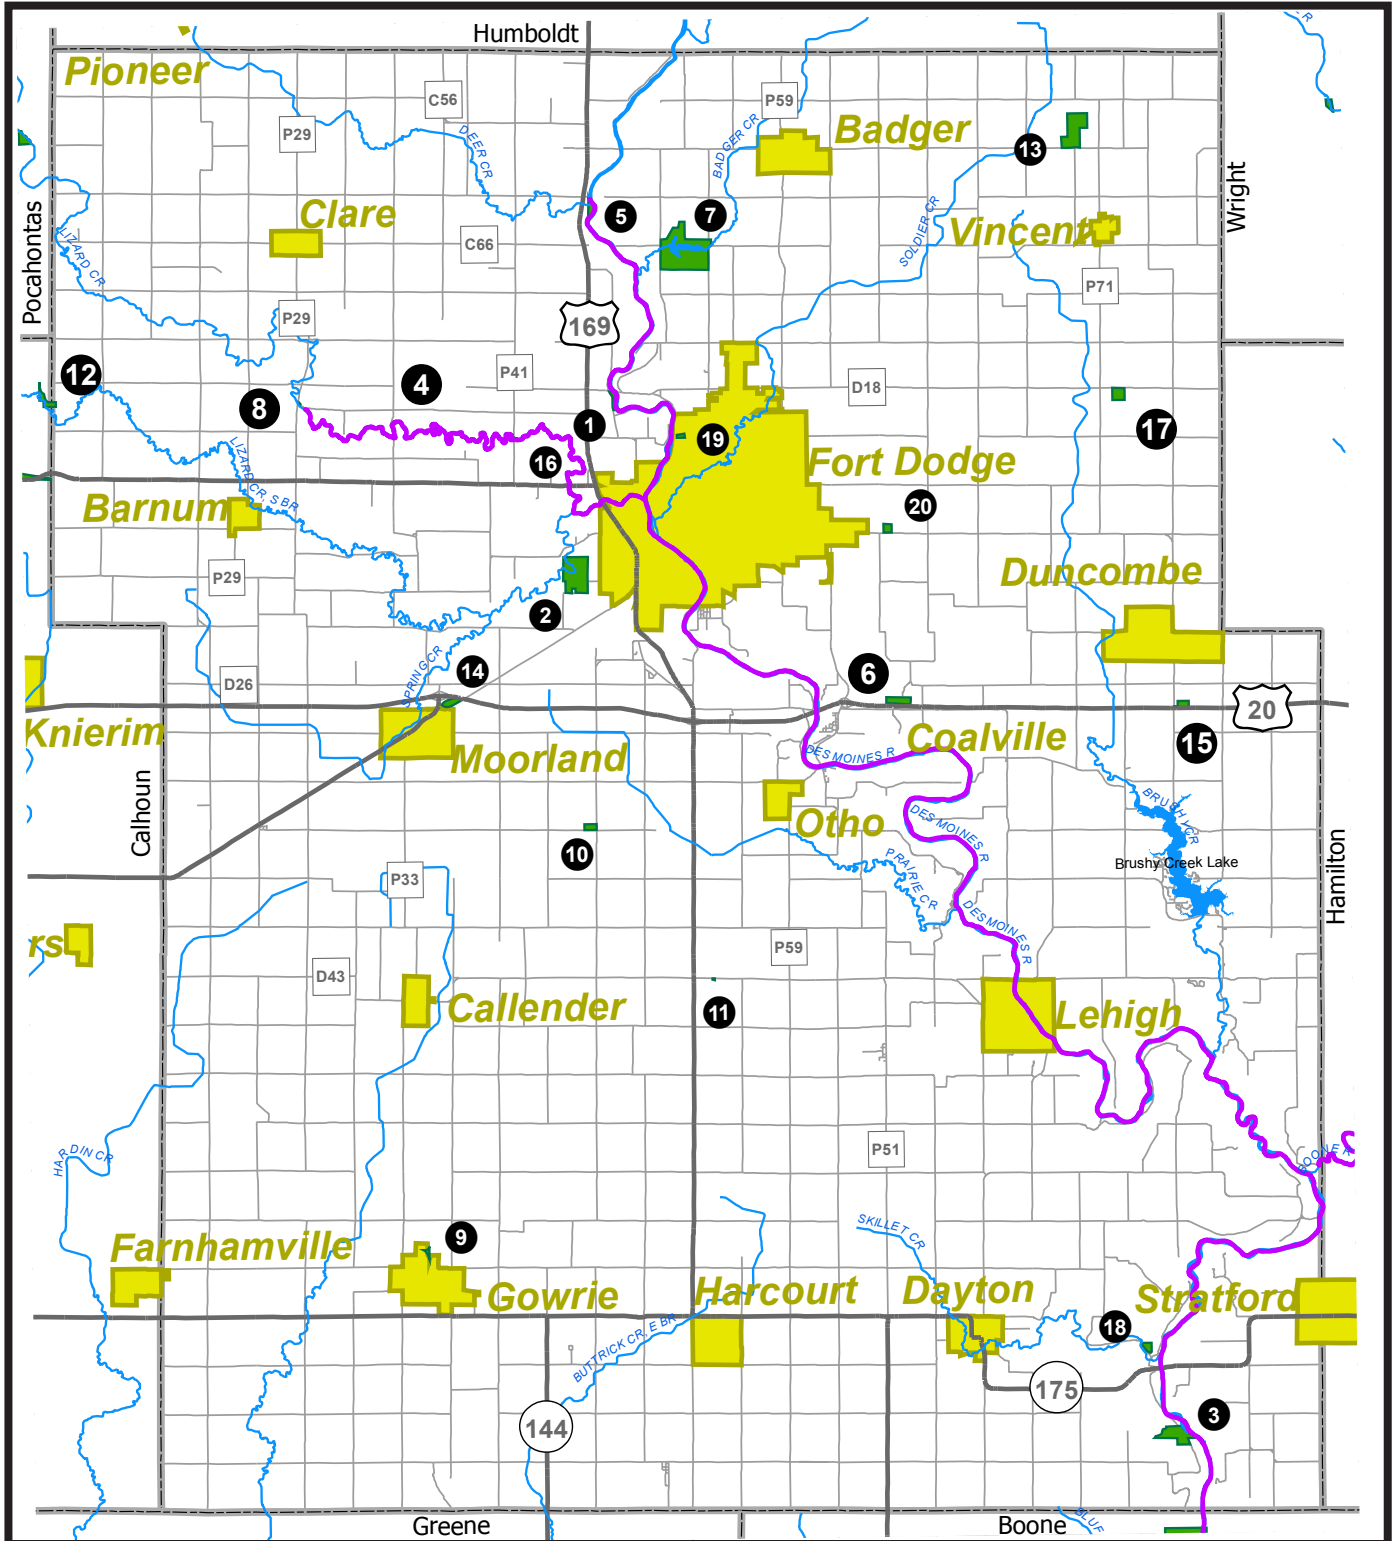 Humboldt
R
Pioneer
C56
P59
Badger
P29
DEER CR
BADGER CR
13
Wright
Pocahontas
Clare
5
7
SOLDIER CR
Vincent
LIZARD CR
C66
P71
P29
169
12
4
P41
D18
8
1
19
17
16
Fort Dodge
LIZARD CR, S BR
Barnum
20
P29
Duncombe
2
SPRING CR
14
6
D26
20
Knierim
Moorland
DES MOINES R
Coalville
15
Calhoun
Otho
DES MOINES R
BRUSHY CR
10
PRAIRIE CR
Brushy Creek Lake
P33
Hamilton
DES MOINES R
rs
P59
D43
Callender
11
Lehigh
HARDIN CR
P51
BOONE R
SKILLET CR
Farnhamville
9
Gowrie
Harcourt
Dayton
Stratford
BUTTRICK CR, E BR
18
175
144
3
Greene
Boone
BLUF